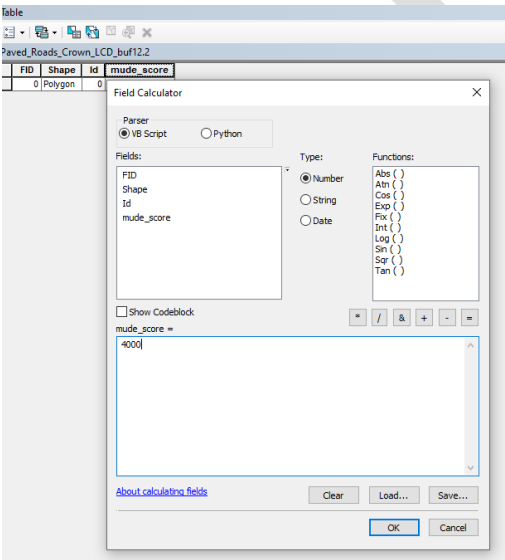 Table
Paved_Roads_Crown_LCD_buf12.2
FID Shape Id mude_score
0 Polygon 0
Field Calculator
Parser
VB Script Python
Fields: Type: Functions:
FID
Shape
Id
mude_score
Number
String
Date
Abs ( )
Atn ( )
Cos ( )
Exp ( )
Fix ( )
Int ( )
Log ( )
Sin ( )
Sqr ( )
Tan ( )
Show Codeblock
* / & + - =
mude_score =
4000
About calculating fields
Clear Load... Save...
OK Cancel